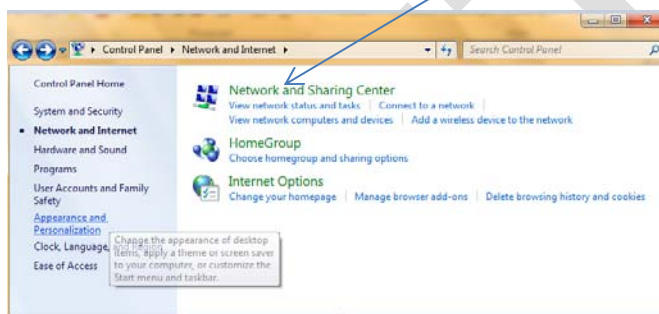 Control Panel ▸ Network and Internet ▸
Search Control Panel
Control Panel Home
System and Security
Network and Internet
Hardware and Sound
Programs
User Accounts and Family
Safety
Appearance and
Personalization
Clock, Language, and Region
Ease of Access
Change the appearance of desktop
items, apply a theme or screen saver
to your computer, or customize the
Start menu and taskbar.
Network and Sharing Center
View network status and tasks | Connect to a network |
View network computers and devices | Add a wireless device to the network
HomeGroup
Choose homegroup and sharing options
Internet Options
Change your homepage | Manage browser add-ons | Delete browsing history and cookies